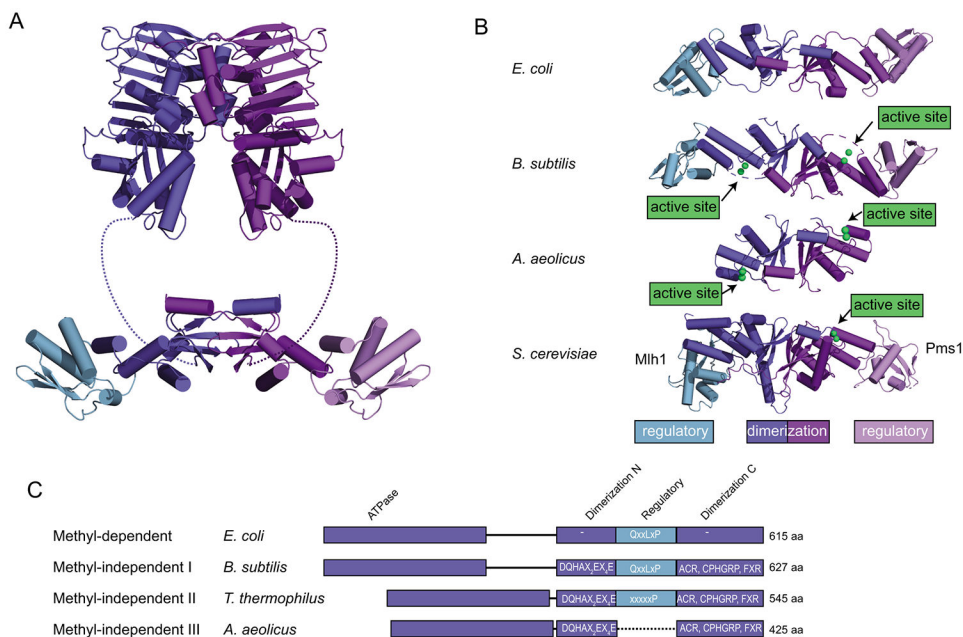 A
B
E. coli
active site
B. subtilis
active site
active site
A. aeolicus
active site
active site
S. cerevisiae
Mlh1
Pms1
regulatory
dimerization
regulatory
C
ATPase
Dimerization N
Regulatory
Dimerization C
Methyl-dependent E. coli - QxxLxP - 615 aa
Methyl-independent I B. subtilis DQHAX₂EX₄E QxxLxP ACR, CPHGRP, FXR 627 aa
Methyl-independent II T. thermophilus DQHAX₂EX₄E xxxxxP ACR, CPHGRP, FXR 545 aa
Methyl-independent III A. aeolicus DQHAX₂EX₄E ACR, CPHGRP, FXR 425 aa